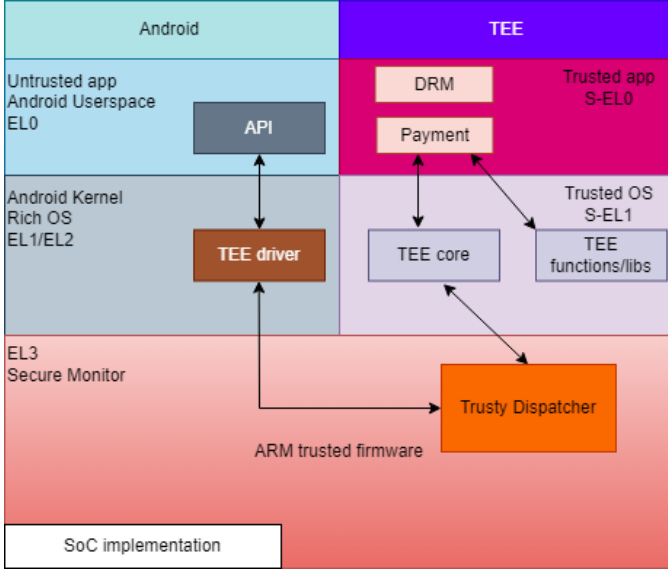 Android
TEE
Untrusted app
Android Userspace
EL0
API
DRM
Payment
Trusted app
S-EL0
Android Kernel
Rich OS
EL1/EL2
TEE driver
TEE core
Trusted OS
S-EL1
TEE
functions/libs
EL3
Secure Monitor
Trusty Dispatcher
ARM trusted firmware
SoC implementation